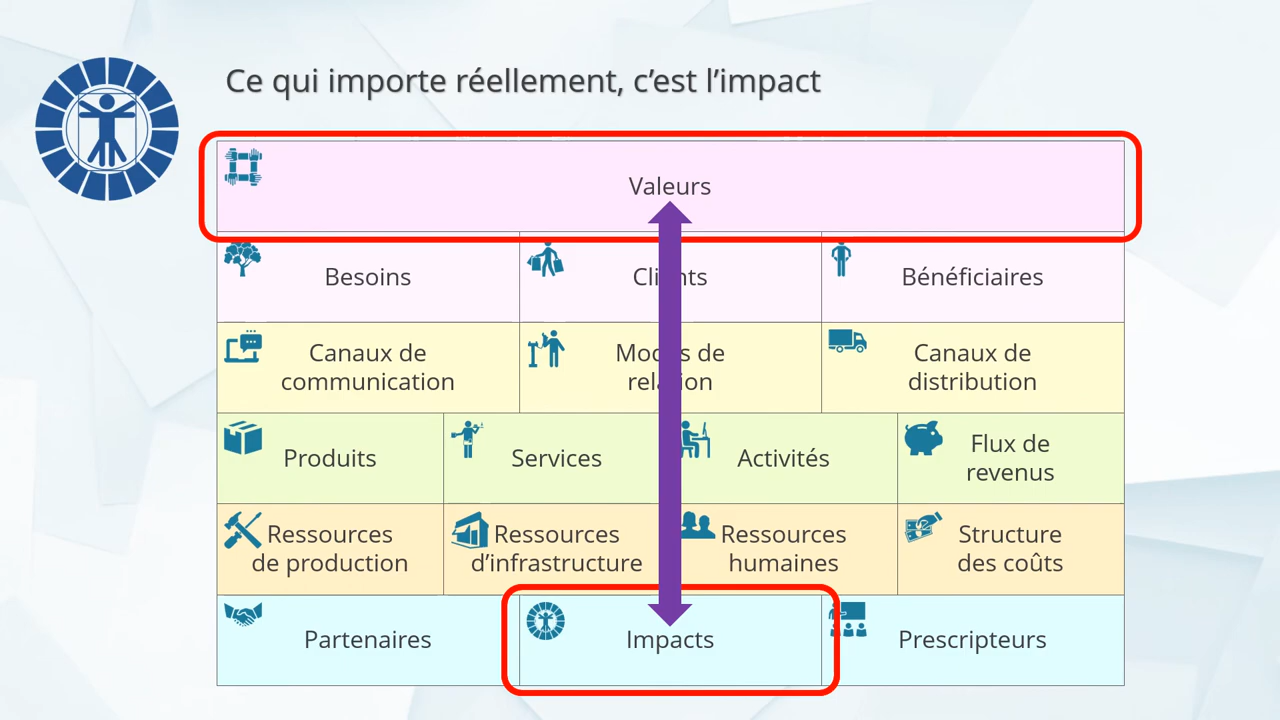 Ce qui importe réellement, c’est l’impact
Valeurs
Besoins
Clients
Bénéficiaires
Canaux de
communication
Modes de
relation
Canaux de
distribution
Produits
Services
Activités
Flux de
revenus
Ressources
de production
Ressources
d’infrastructure
Ressources
humaines
Structure
des coûts
Partenaires
Impacts
Prescripteurs